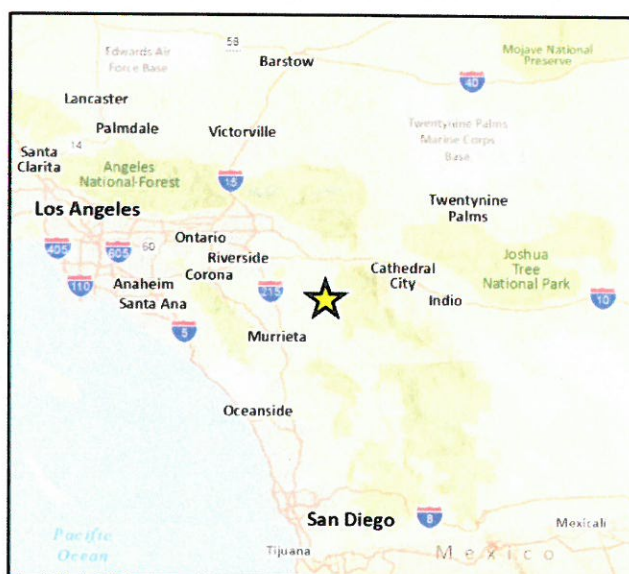 58
Edwards Air
Force Base
Barstow
Mojave National
Preserve
40
Lancaster
Palmdale
Victorville
Twentynine Palms
Marine Corps
Base
Santa
Clarita
14
Angeles
National Forest
15
Twentynine
Palms
Los Angeles
405
605
60
Ontario
Riverside
Corona
Cathedral
City
Joshua
Tree
National Park
110
Anaheim
Santa Ana
215
Indio
10
5
Murrieta
Oceanside
San Diego
8
Mexicali
Pacific
Ocean
Tijuana
Mexico